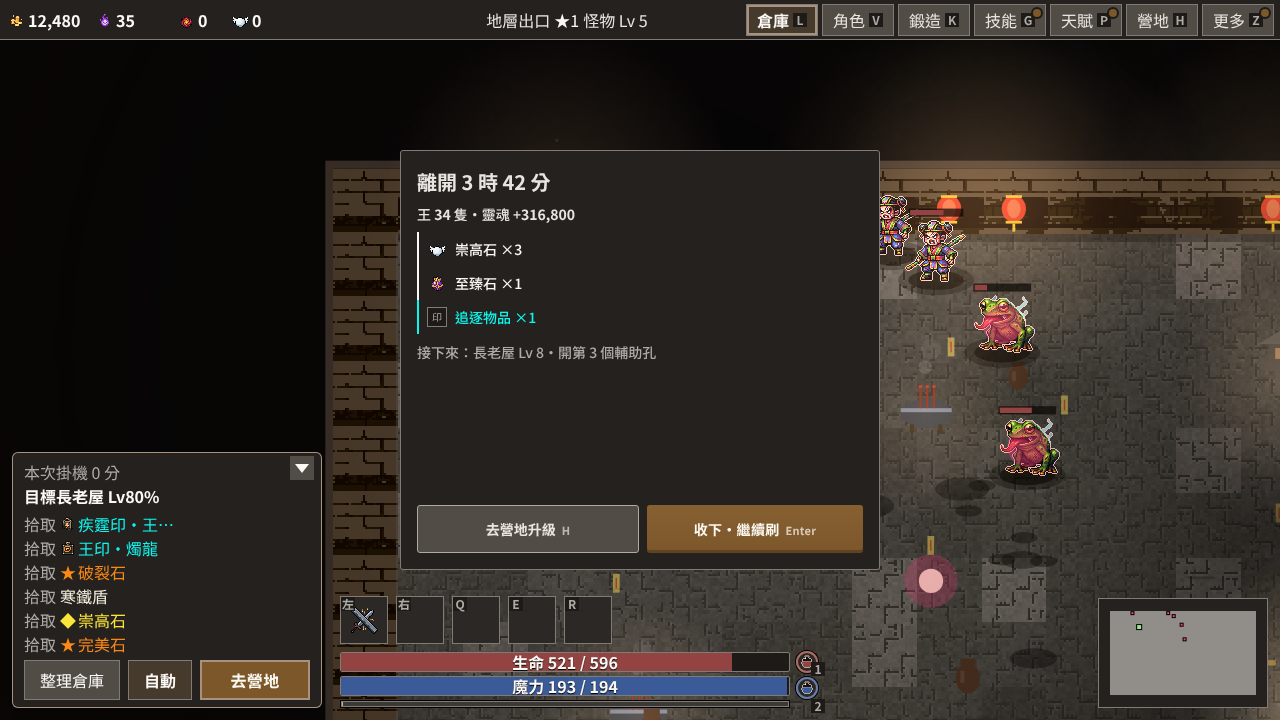 12,480 35 0 0 地層出口 ★1 怪物 Lv 5 倉庫 L 角色 V 鍛造 K 技能 G 天賦 P 營地 H 更多 Z
離開 3 時 42 分
王 34 隻・靈魂 +316,800
崇高石 ×3
至臻石 ×1
印 追逐物品 ×1
接下來：長老屋 Lv 8・開第 3 個輔助孔
去營地升級 H 收下・繼續刷 Enter
本次掛機 0 分
目標長老屋 Lv80%
拾取 疾霆印・王…
拾取 王印・燭龍
拾取 ★破裂石
拾取 寒鐵盾
拾取 ◆崇高石
拾取 ★完美石
整理倉庫 自動 去營地
左 右 Q E R
生命 521 / 596 1
魔力 193 / 194 2